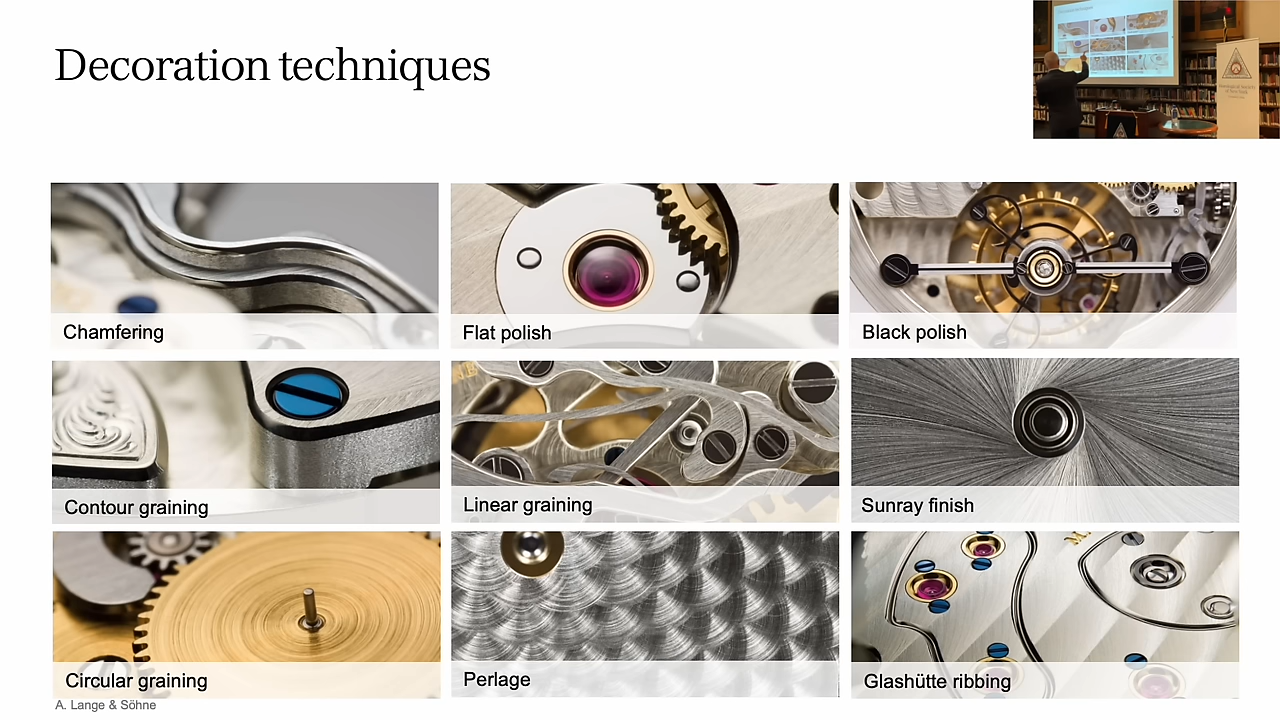 Decoration techniques
Chamfering
Flat polish
Black polish
Contour graining
Linear graining
Sunray finish
Circular graining
Perlage
Glashütte ribbing
A. Lange & Söhne